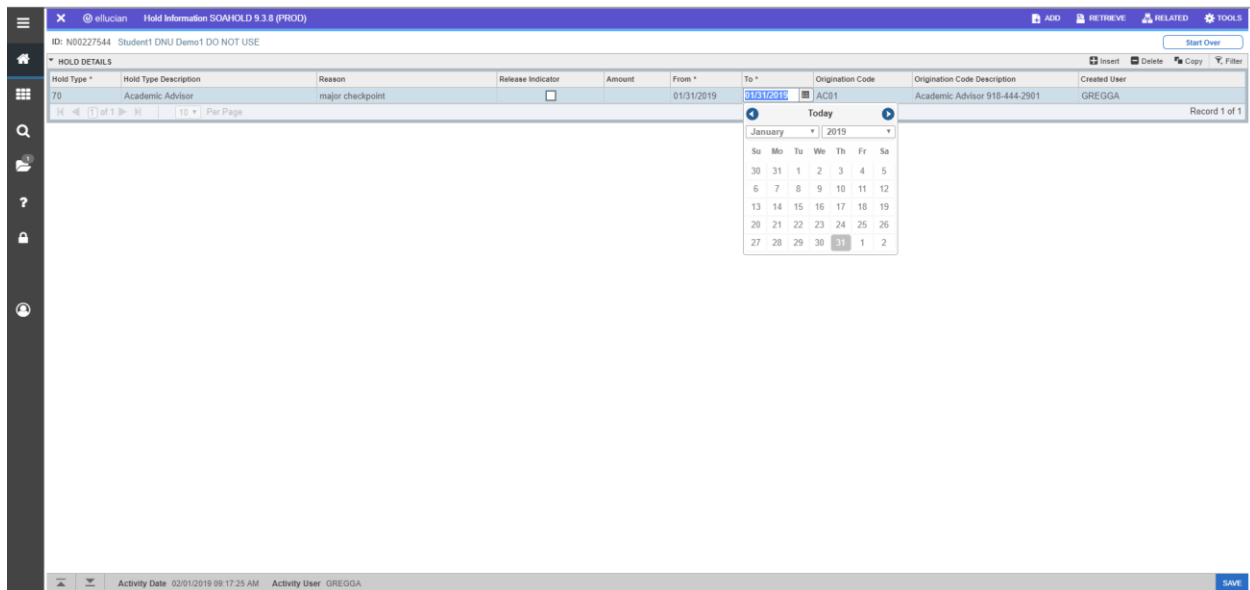 ellucian Hold Information SOAHOLD 9.3.8 (PROD) ADD RETRIEVE RELATED TOOLS
ID: N00227544 Student1 DNU Demo1 DO NOT USE Start Over
HOLD DETAILS Insert Delete Copy Filter
Hold Type * Hold Type Description Reason Release Indicator Amount From * To * Origination Code Origination Code Description Created User
70 Academic Advisor major checkpoint 01/31/2019 01/31/2019 AC01 Academic Advisor 918-444-2901 GREGGA
1 of 1 10 Per Page Record 1 of 1
Today
January 2019
Su Mo Tu We Th Fr Sa
30 31 1 2 3 4 5
6 7 8 9 10 11 12
13 14 15 16 17 18 19
20 21 22 23 24 25 26
27 28 29 30 31 1 2
1
?
Activity Date 02/01/2019 09:17:25 AM Activity User GREGGA SAVE